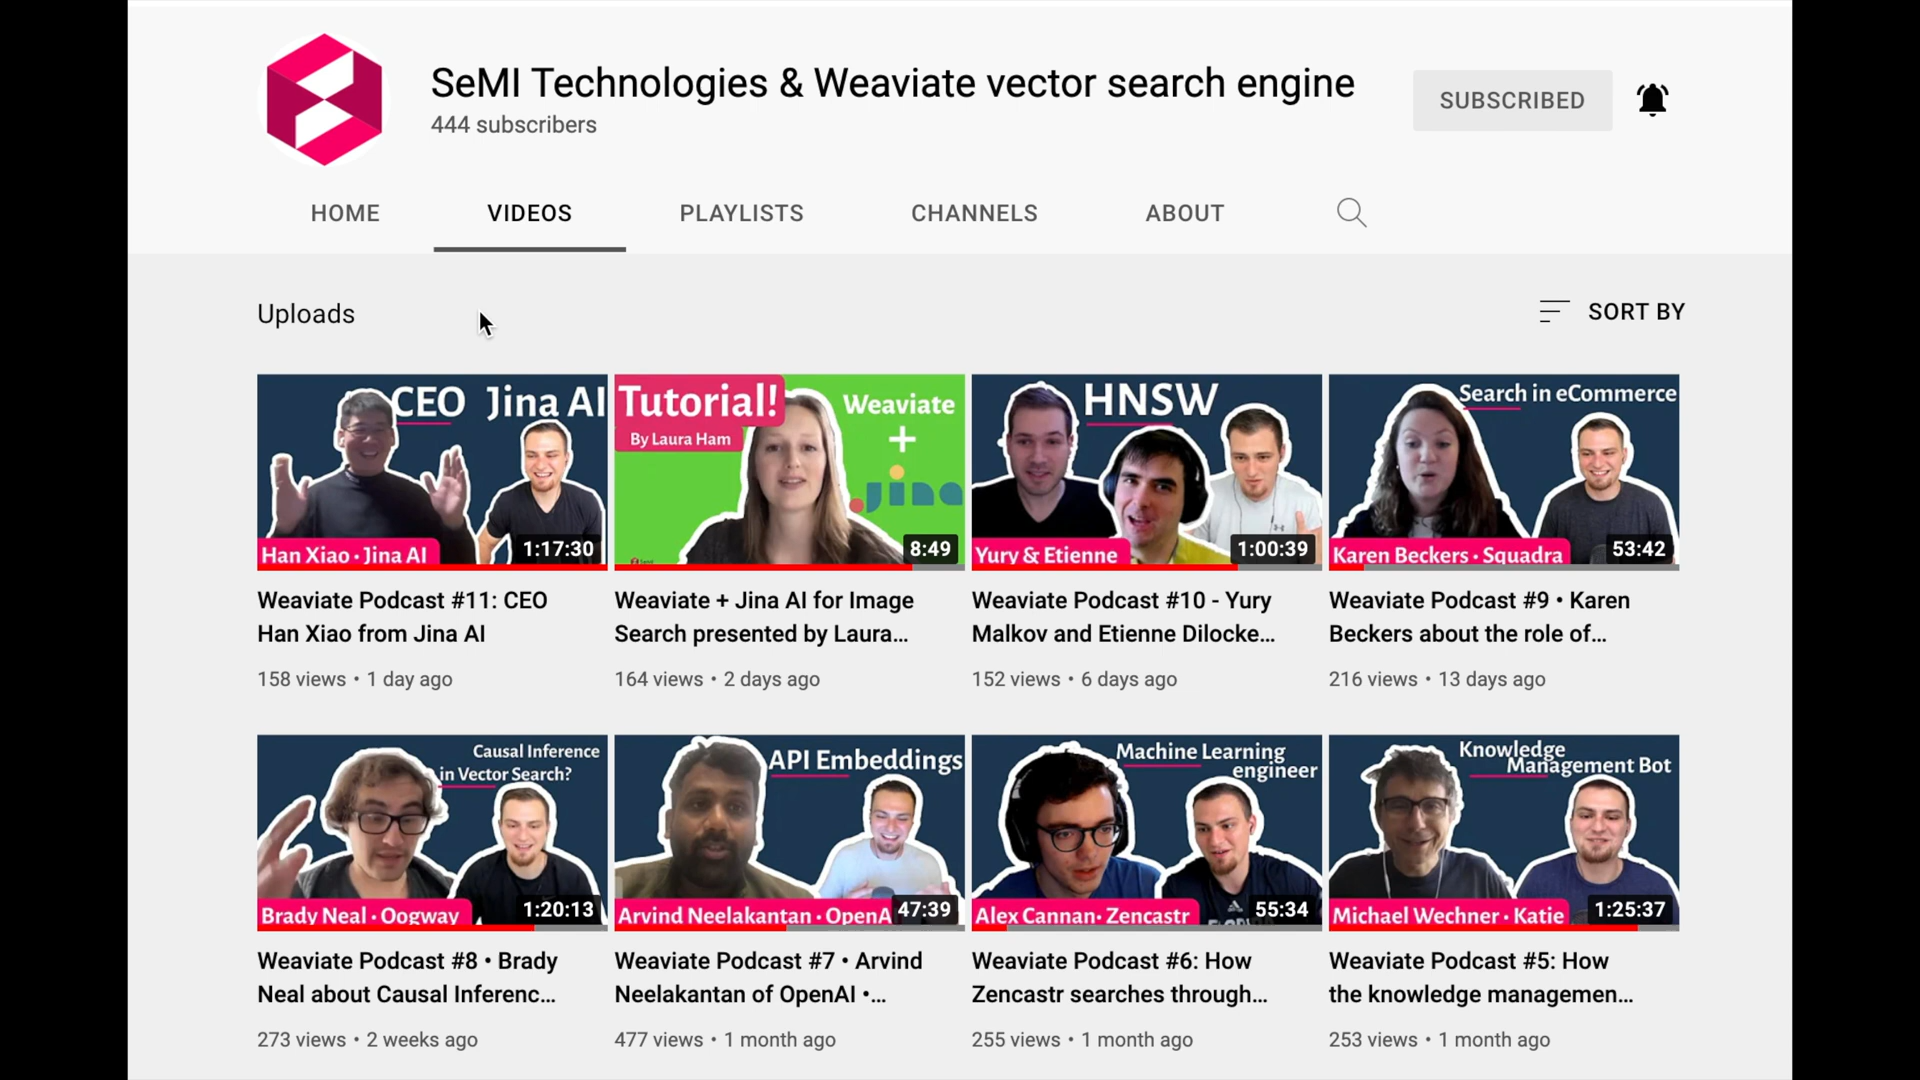 SeMI Technologies & Weaviate vector search engine
444 subscribers
SUBSCRIBED
HOME VIDEOS PLAYLISTS CHANNELS ABOUT
Uploads
SORT BY
CEO Jina AI
Han Xiao • Jina AI
1:17:30
Tutorial!
By Laura Ham
Weaviate
+
jina
8:49
HNSW
Yury & Etienne
1:00:39
Search in eCommerce
Karen Beckers • Squadra
53:42
Weaviate Podcast #11: CEO
Han Xiao from Jina AI
158 views • 1 day ago
Weaviate + Jina AI for Image
Search presented by Laura...
164 views • 2 days ago
Weaviate Podcast #10 - Yury
Malkov and Etienne Dilocke...
152 views • 6 days ago
Weaviate Podcast #9 • Karen
Beckers about the role of...
216 views • 13 days ago
Causal Inference
in Vector Search?
Brady Neal • Oogway
1:20:13
API Embeddings
Arvind Neelakantan • OpenA
47:39
Machine Learning
engineer
Alex Cannan• Zencastr
55:34
Knowledge
Management Bot
Michael Wechner • Katie
1:25:37
Weaviate Podcast #8 • Brady
Neal about Causal Inferenc...
273 views • 2 weeks ago
Weaviate Podcast #7 • Arvind
Neelakantan of OpenAI •...
477 views • 1 month ago
Weaviate Podcast #6: How
Zencastr searches through...
255 views • 1 month ago
Weaviate Podcast #5: How
the knowledge managemen...
253 views • 1 month ago